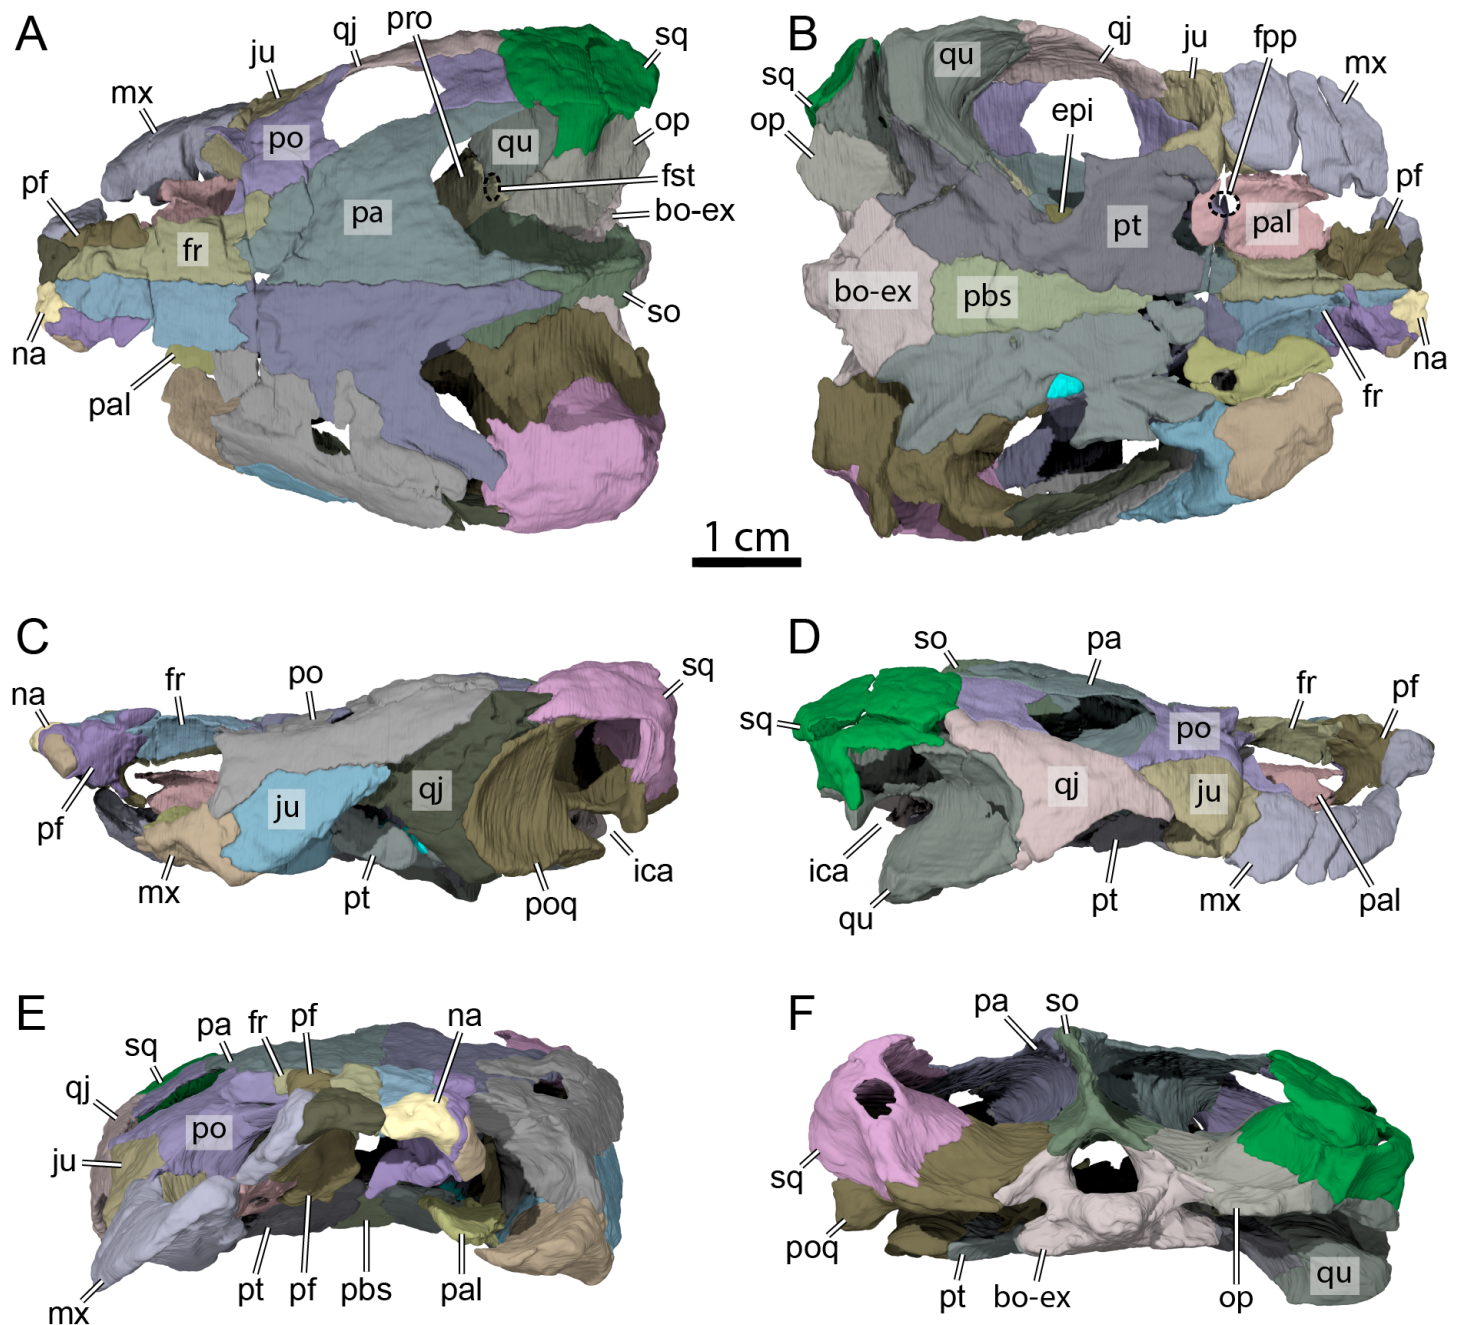 A
pro
qj
ju
mx
sq
po
qu
op
pf
fst
pa
bo-ex
fr
so
na
pal
B
qu
qj
ju
fpp
mx
sq
epi
op
pf
pt
pal
bo-ex
pbs
na
fr
1 cm
C
na
fr
po
sq
pf
ju
qj
mx
pt
poq
ica
D
so
pa
fr
pf
sq
po
qj
ju
ica
qu
pt
mx
pal
E
sq
pa
fr
pf
na
qj
po
ju
mx
pt
pf
pbs
pal
F
pa
so
sq
poq
pt
bo-ex
op
qu